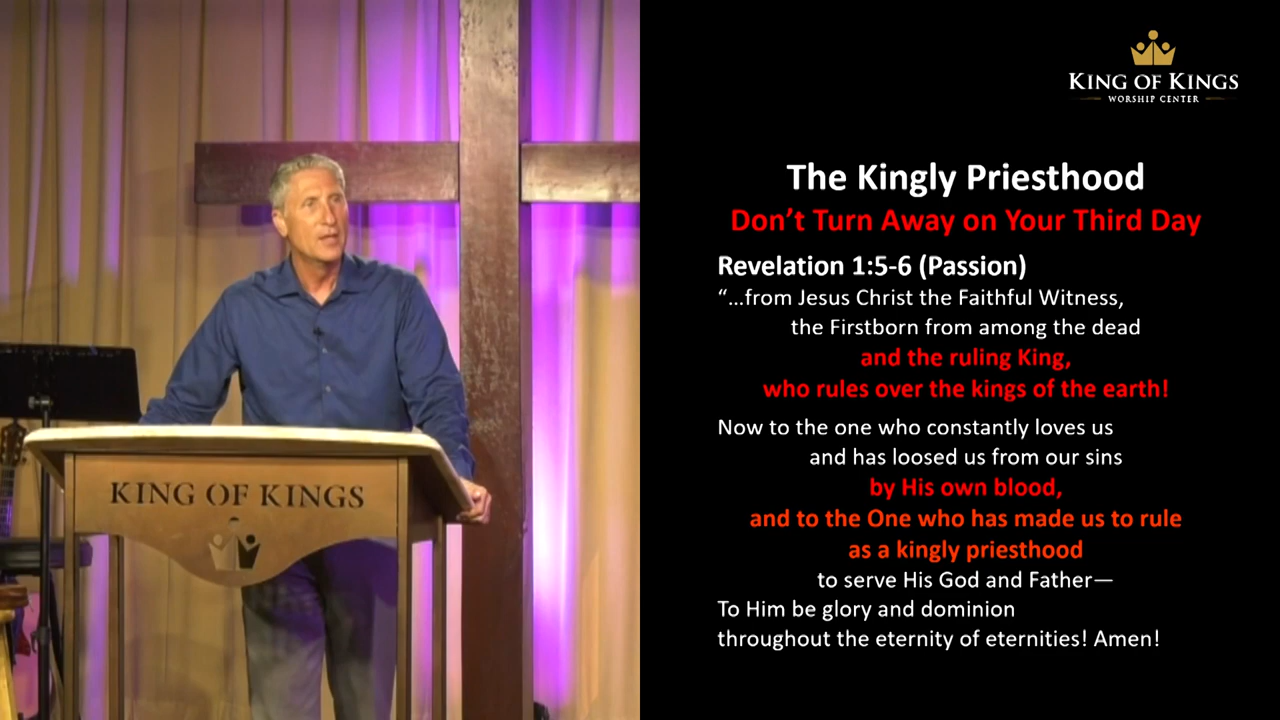 KING OF KINGS
KING OF KINGS
WORSHIP CENTER
The Kingly Priesthood
Don’t Turn Away on Your Third Day
Revelation 1:5-6 (Passion)
“...from Jesus Christ the Faithful Witness,
the Firstborn from among the dead
and the ruling King,
who rules over the kings of the earth!
Now to the one who constantly loves us
and has loosed us from our sins
by His own blood,
and to the One who has made us to rule
as a kingly priesthood
to serve His God and Father—
To Him be glory and dominion
throughout the eternity of eternities! Amen!